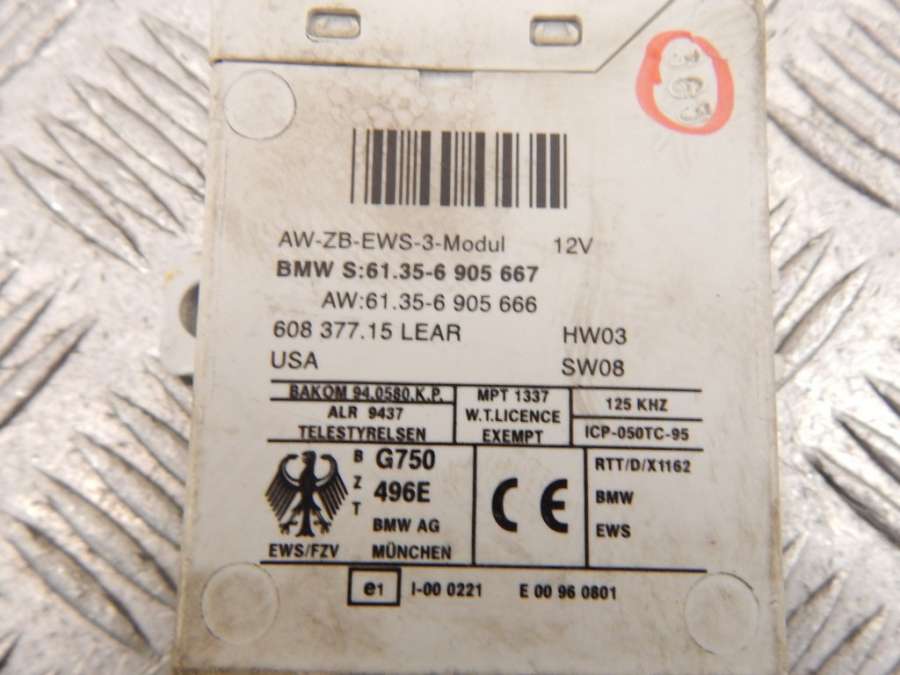 AW-ZB-EWS-3-Modul 12V
BMW S:61.35-6 905 667
AW:61.35-6 905 666
608 377.15 LEAR HW03
USA SW08
BAKOM 94.0580.K.P.
ALR 9437
TELESTYRELSEN
MPT 1337
W.T.LICENCE
EXEMPT
125 KHZ
ICP-050TC-95
BZT
G750
496E
BMW AG
EWS/FZV MÜNCHEN
CE
RTT/D/X1162
BMW
EWS
e1 I-00 0221 E 00 96 0801